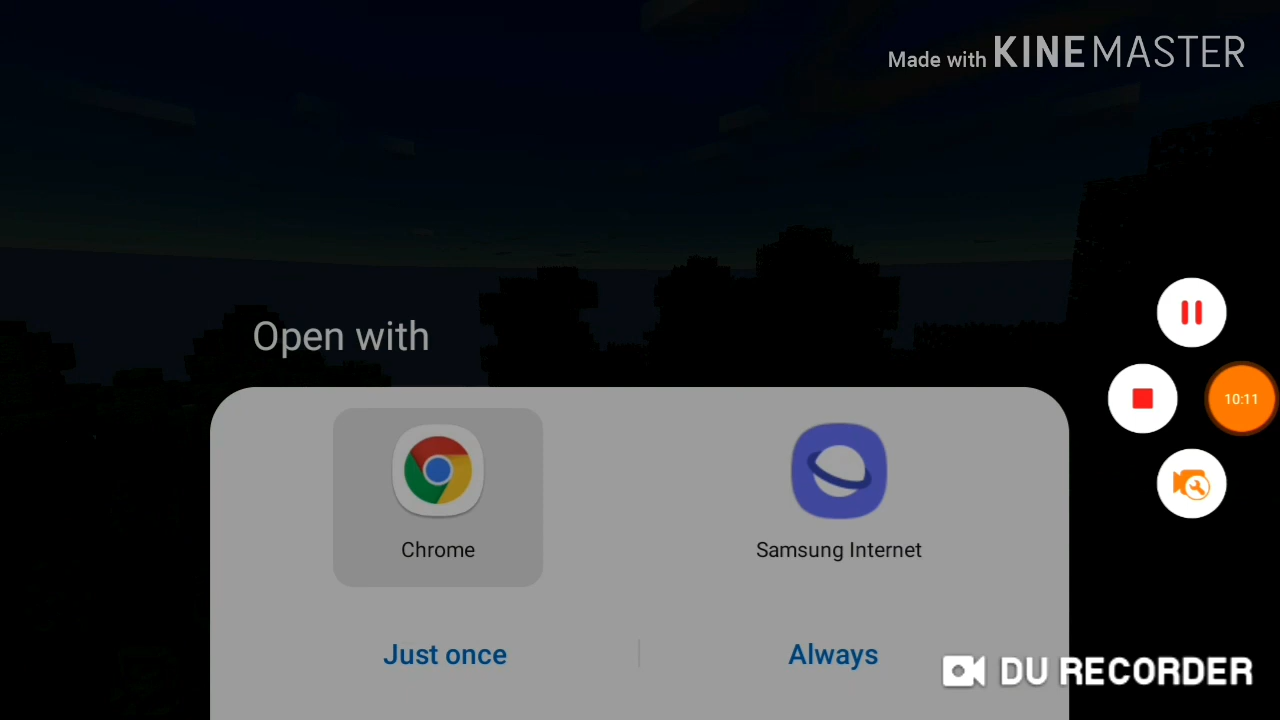 Made with KINEMASTER
Open with
10:11
Chrome
Samsung Internet
Just once
Always
DU RECORDER